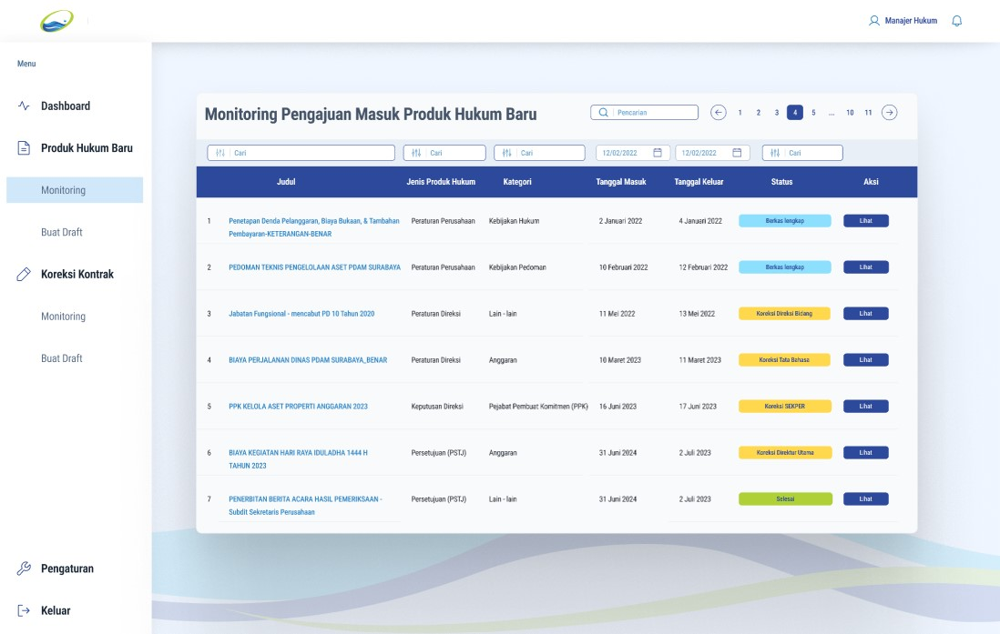 Manajer Hukum
Menu
Dashboard
Produk Hukum Baru
Monitoring
Buat Draft
Koreksi Kontrak
Monitoring
Buat Draft
Pengaturan
Keluar
Monitoring Pengajuan Masuk Produk Hukum Baru
Pencarian
1 2 3 4 5 ... 10 11
Cari Cari Cari 12/02/2022 12/02/2022 Cari
Judul Jenis Produk Hukum Kategori Tanggal Masuk Tanggal Keluar Status Aksi
1 Penetapan Denda Pelanggaran, Biaya Bukaan, & Tambahan Peraturan Perusahaan Kebijakan Hukum 2 Januari 2022 4 Januari 2022 Berkas lengkap Lihat
Pembayaran-KETERANGAN-BENAR
2 PEDOMAN TEKNIS PENGELOLAAN ASET PDAM SURABAYA Peraturan Perusahaan Kebijakan Pedoman 10 Februari 2022 12 Februari 2022 Berkas lengkap Lihat
3 Jabatan Fungsional - mencabut PD 10 Tahun 2020 Peraturan Direksi Lain - lain 11 Mei 2022 13 Mei 2022 Koreksi Direksi Bidang Lihat
4 BIAYA PERJALANAN DINAS PDAM SURABAYA_BENAR Peraturan Direksi Anggaran 10 Maret 2023 11 Maret 2023 Koreksi Tata Bahasa Lihat
5 PPK KELOLA ASET PROPERTI ANGGARAN 2023 Keputusan Direksi Pejabat Pembuat Komitmen (PPK) 16 Juni 2023 17 Juni 2023 Koreksi SEKPER Lihat
6 BIAYA KEGIATAN HARI RAYA IDULADHA 1444 H Persetujuan (PSTJ) Anggaran 31 Juni 2024 2 Juli 2023 Koreksi Direktur Utama Lihat
TAHUN 2023
7 PENERBITAN BERITA ACARA HASIL PEMERIKSAAN - Persetujuan (PSTJ) Lain - lain 31 Juni 2024 2 Juli 2023 Selesai Lihat
Subdit Sekretaris Perusahaan